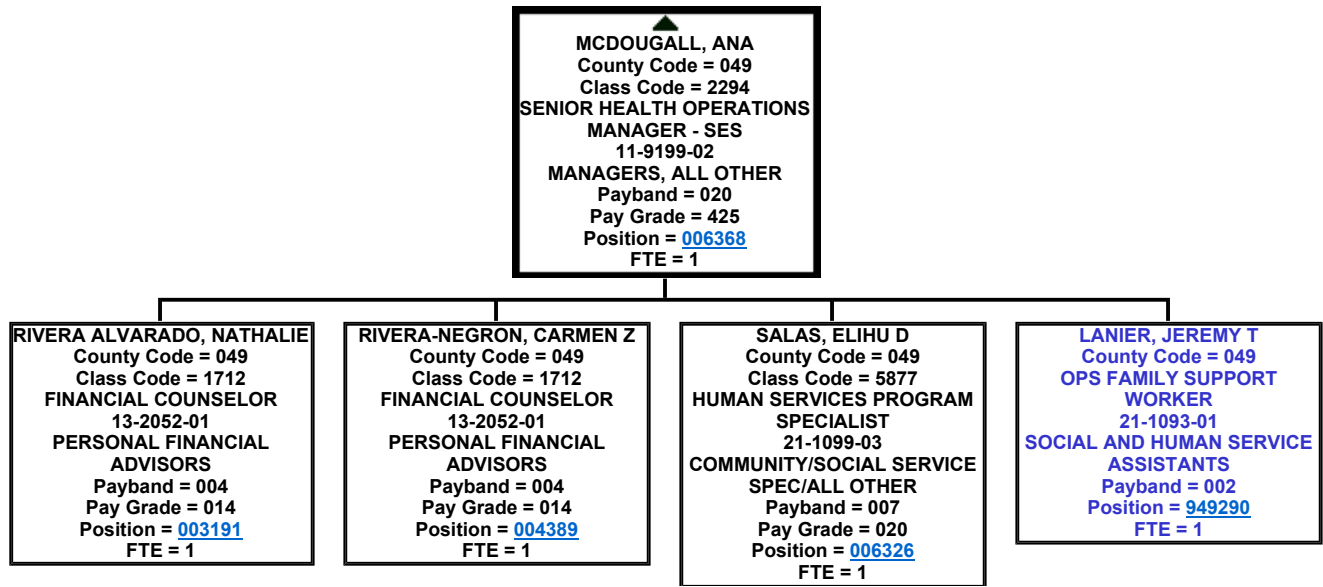 MCDOUGALL, ANA
County Code = 049
Class Code = 2294
SENIOR HEALTH OPERATIONS
MANAGER - SES
11-9199-02
MANAGERS, ALL OTHER
Payband = 020
Pay Grade = 425
Position = 006368
FTE = 1
RIVERA ALVARADO, NATHALIE
County Code = 049
Class Code = 1712
FINANCIAL COUNSELOR
13-2052-01
PERSONAL FINANCIAL
ADVISORS
Payband = 004
Pay Grade = 014
Position = 003191
FTE = 1
RIVERA-NEGRON, CARMEN Z
County Code = 049
Class Code = 1712
FINANCIAL COUNSELOR
13-2052-01
PERSONAL FINANCIAL
ADVISORS
Payband = 004
Pay Grade = 014
Position = 004389
FTE = 1
SALAS, ELIHU D
County Code = 049
Class Code = 5877
HUMAN SERVICES PROGRAM
SPECIALIST
21-1099-03
COMMUNITY/SOCIAL SERVICE
SPEC/ALL OTHER
Payband = 007
Pay Grade = 020
Position = 006326
FTE = 1
LANIER, JEREMY T
County Code = 049
OPS FAMILY SUPPORT
WORKER
21-1093-01
SOCIAL AND HUMAN SERVICE
ASSISTANTS
Payband = 002
Position = 949290
FTE = 1